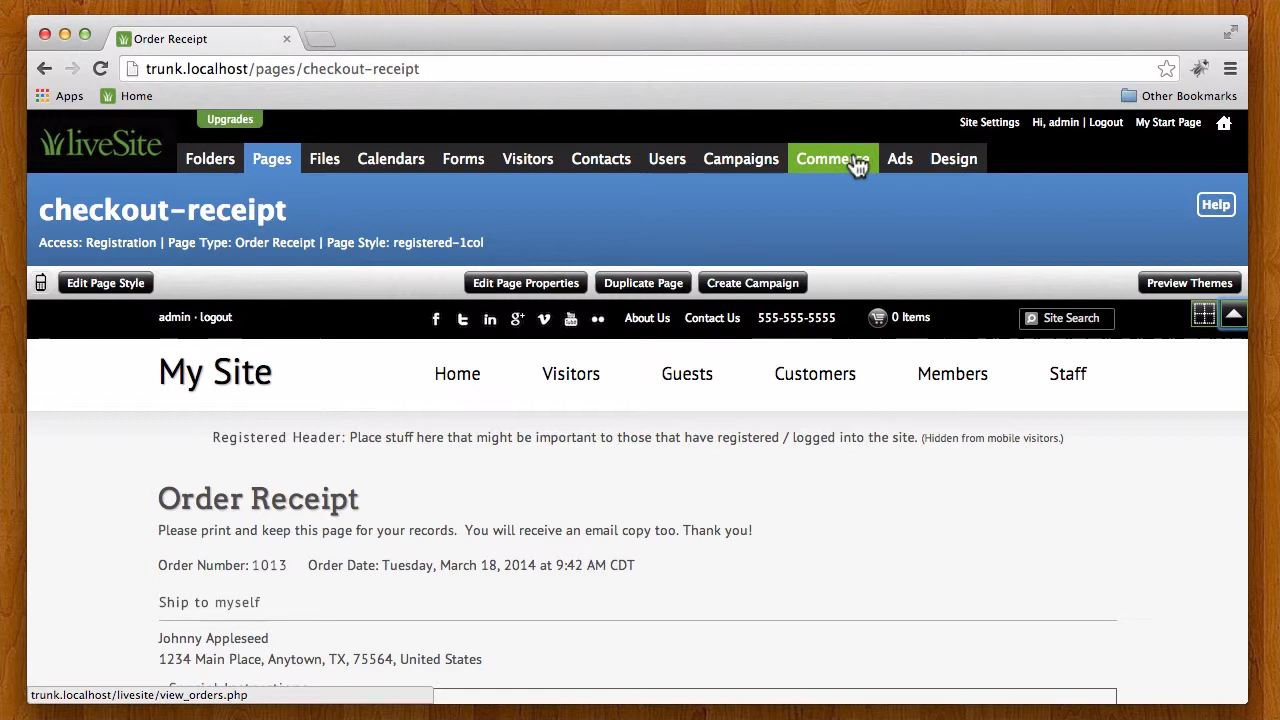 Order Receipt
trunk.localhost/pages/checkout-receipt
Apps Home Other Bookmarks
Upgrades
Site Settings Hi, admin | Logout My Start Page
liveSite
Folders Pages Files Calendars Forms Visitors Contacts Users Campaigns Commerce Ads Design
checkout-receipt
Help
Access: Registration | Page Type: Order Receipt | Page Style: registered-1col
Edit Page Style Edit Page Properties Duplicate Page Create Campaign Preview Themes
admin · logout About Us Contact Us 555-555-5555 0 Items Site Search
My Site Home Visitors Guests Customers Members Staff
Registered Header: Place stuff here that might be important to those that have registered / logged into the site. (Hidden from mobile visitors.)
Order Receipt
Please print and keep this page for your records. You will receive an email copy too. Thank you!
Order Number: 1013 Order Date: Tuesday, March 18, 2014 at 9:42 AM CDT
Ship to myself
Johnny Appleseed
1234 Main Place, Anytown, TX, 75564, United States
Special Instructions
trunk.localhost/livesite/view_orders.php